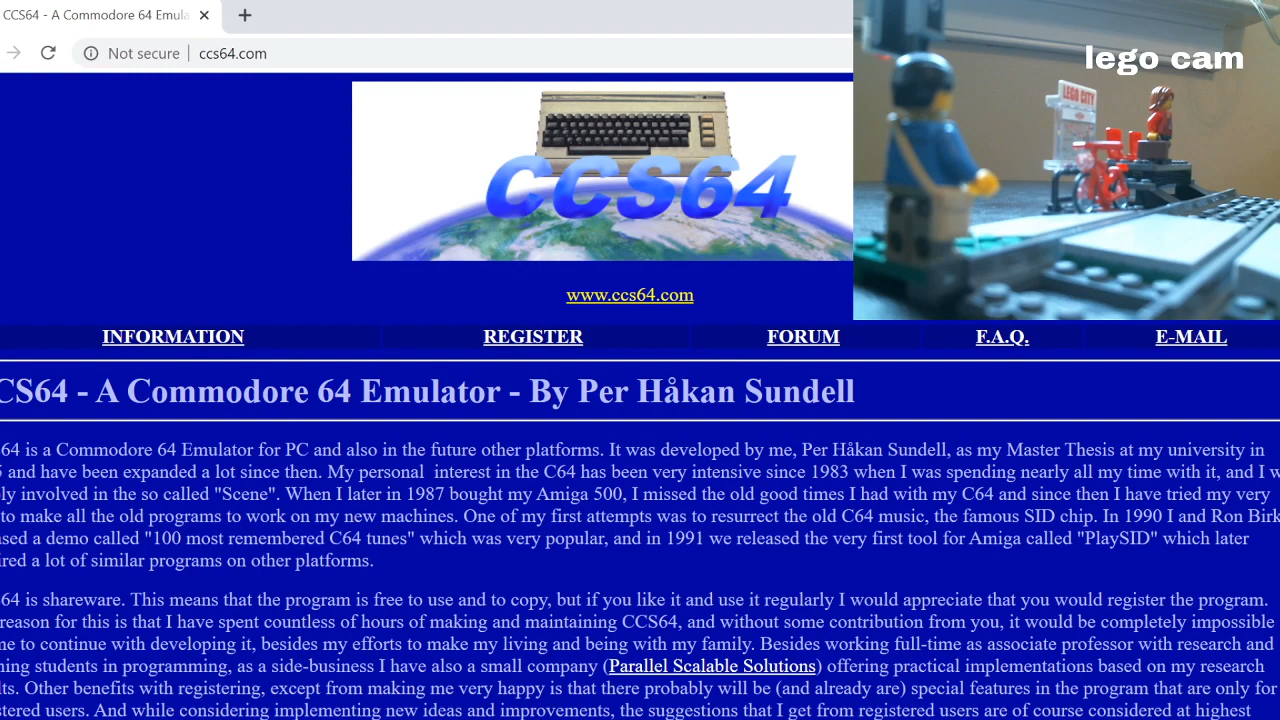 CCS64 - A Commodore 64 Emula
Not secure | ccs64.com
lego cam
LEGO CITY
CCS64
www.ccs64.com
INFORMATION REGISTER FORUM F.A.Q. E-MAIL
CS64 - A Commodore 64 Emulator - By Per Håkan Sundell
64 is a Commodore 64 Emulator for PC and also in the future other platforms. It was developed by me, Per Håkan Sundell, as my Master Thesis at my university in
and have been expanded a lot since then. My personal interest in the C64 has been very intensive since 1983 when I was spending nearly all my time with it, and I w
ly involved in the so called "Scene". When I later in 1987 bought my Amiga 500, I missed the old good times I had with my C64 and since then I have tried my very
to make all the old programs to work on my new machines. One of my first attempts was to resurrect the old C64 music, the famous SID chip. In 1990 I and Ron Birk
ased a demo called "100 most remembered C64 tunes" which was very popular, and in 1991 we released the very first tool for Amiga called "PlaySID" which later
ired a lot of similar programs on other platforms.
64 is shareware. This means that the program is free to use and to copy, but if you like it and use it regularly I would appreciate that you would register the program.
reason for this is that I have spent countless of hours of making and maintaining CCS64, and without some contribution from you, it would be completely impossible
me to continue with developing it, besides my efforts to make my living and being with my family. Besides working full-time as associate professor with research and
hing students in programming, as a side-business I have also a small company (Parallel Scalable Solutions) offering practical implementations based on my research
lts. Other benefits with registering, except from making me very happy is that there probably will be (and already are) special features in the program that are only for
stered users. And while considering implementing new ideas and improvements, the suggestions that I get from registered users are of course considered at highest